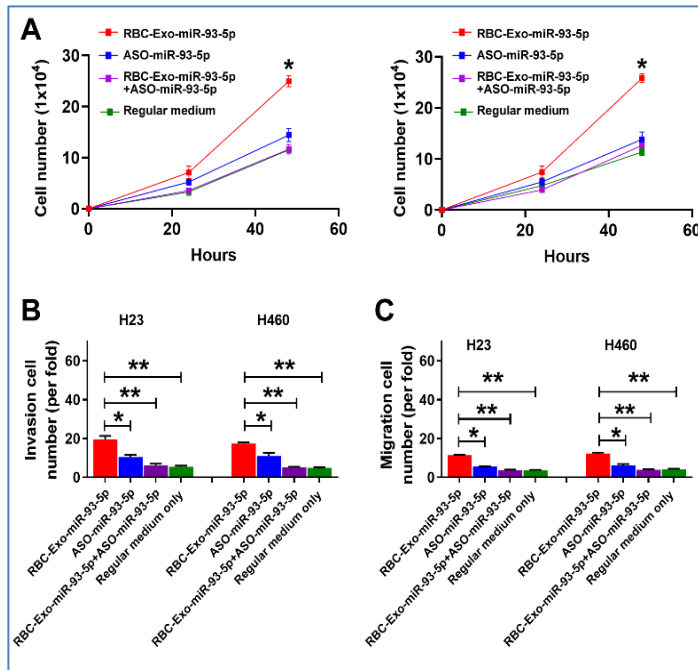 A
Cell number (1x10⁴)
30
20
10
0
0
20
40
60
Hours
RBC-Exo-miR-93-5p
ASO-miR-93-5p
RBC-Exo-miR-93-5p
+ASO-miR-93-5p
Regular medium
*
Cell number (1x10⁴)
30
20
10
0
0
20
40
60
Hours
RBC-Exo-miR-93-5p
ASO-miR-93-5p
RBC-Exo-miR-93-5p
+ASO-miR-93-5p
Regular medium
*
B
H23
H460
Invasion cell
number (per fold)
60
40
20
0
**
**
*
**
**
*
RBC-Exo-miR-93-5p
ASO-miR-93-5p
RBC-Exo-miR-93-5p+ASO-miR-93-5p
Regular medium only
RBC-Exo-miR-93-5p
ASO-miR-93-5p
RBC-Exo-miR-93-5p+ASO-miR-93-5p
Regular medium only
C
H23
H460
Migration cell
number (per fold)
60
40
20
0
**
**
*
**
**
*
RBC-Exo-miR-93-5p
ASO-miR-93-5p
RBC-Exo-miR-93-5p+ASO-miR-93-5p
Regular medium only
RBC-Exo-miR-93-5p
ASO-miR-93-5p
RBC-Exo-miR-93-5p+ASO-miR-93-5p
Regular medium only